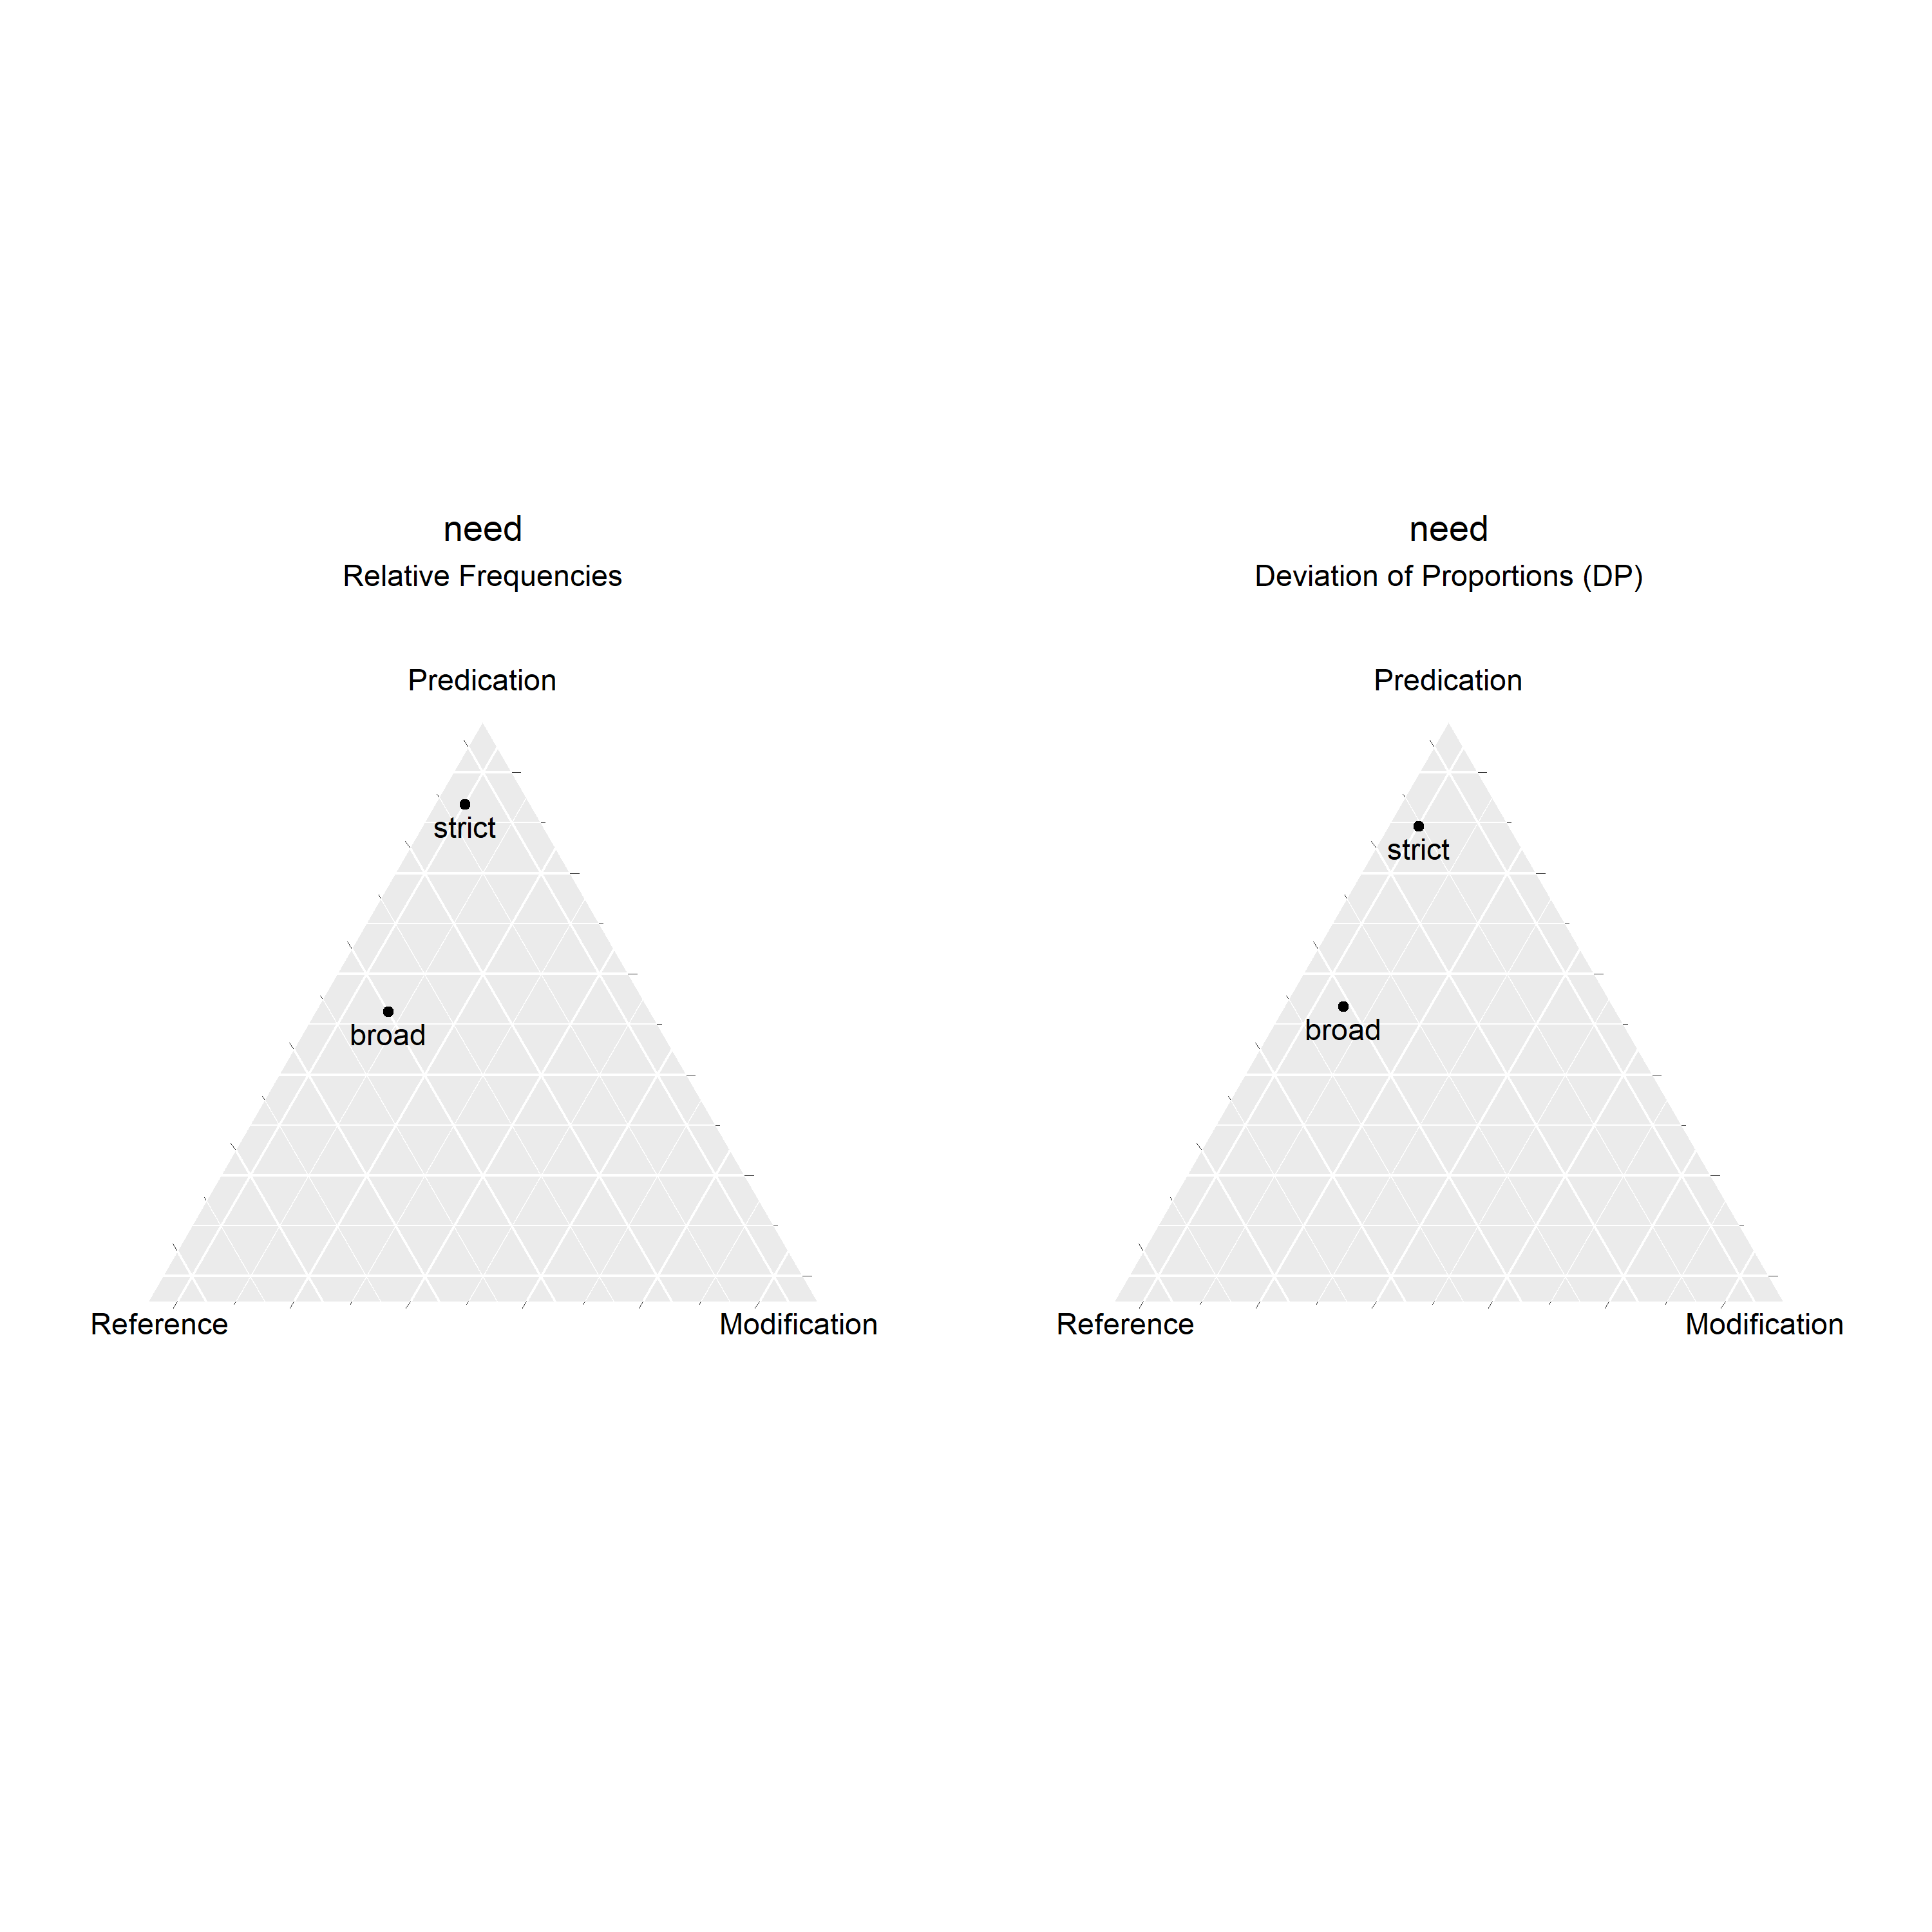 need
Relative Frequencies
Predication
strict
broad
Reference
Modification
need
Deviation of Proportions (DP)
Predication
strict
broad
Reference
Modification